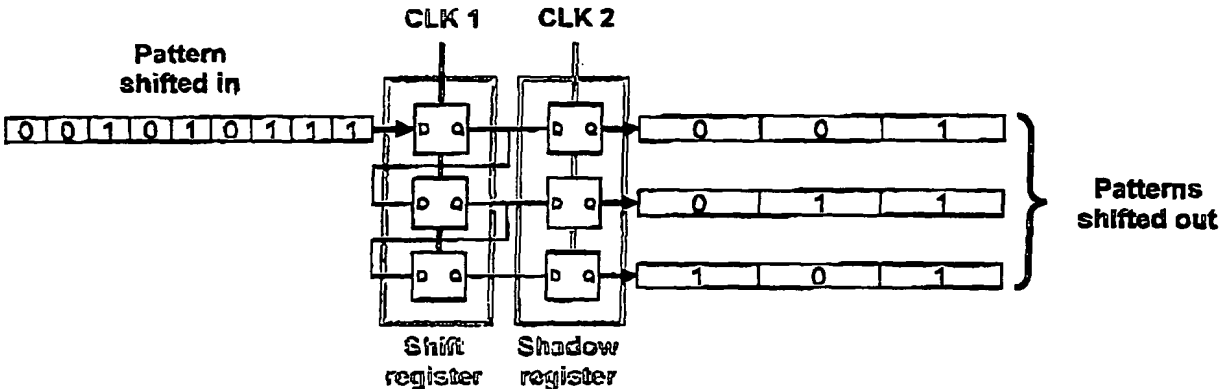 CLK 1
CLK 2
Pattern
shifted in
0 0 1 0 1 0 1 1 1
D Q
D Q
0 0 1
D Q
D Q
0 1 1
Patterns
shifted out
D Q
D Q
1 0 1
Shift
register
Shadow
register